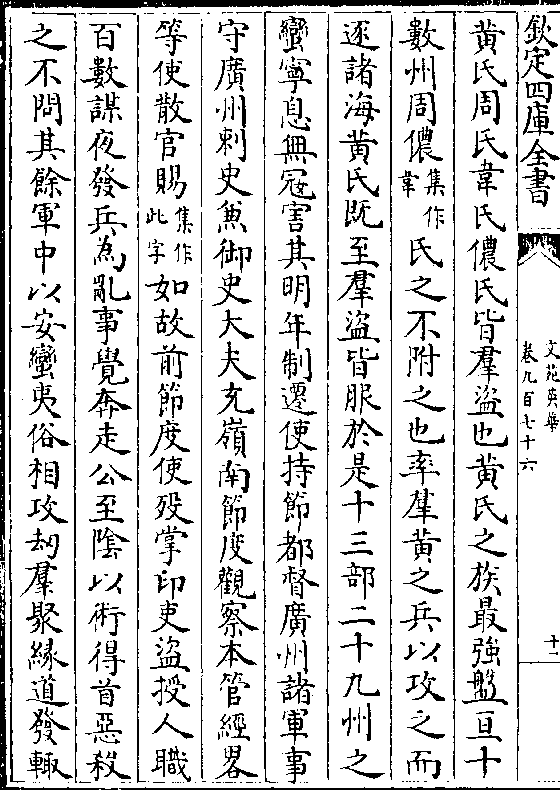 欽定四庫全書
文苑英華
卷九百七十六
十一
黄氏周氏韋氏儂氏皆羣盜也黄氏之族最強盤亘十
數州周儂集作韋氏之不附之也率羣黄之兵以攻之而
逐諸海黄氏既至羣盜皆服於是十三部二十九州之
蠻寧息無冦害其明年制遷使持節都督廣州諸軍事
守廣州刺史兼御史大夫充嶺南節度觀察本管經畧
等使散官賜集作此字如故前節度使殁掌印吏盜授人職
百數謀夜發兵為亂事覺奔走公至隂以術得首惡殺
之不問其餘軍中以安蠻夷俗相攻刼羣聚緣道發輙